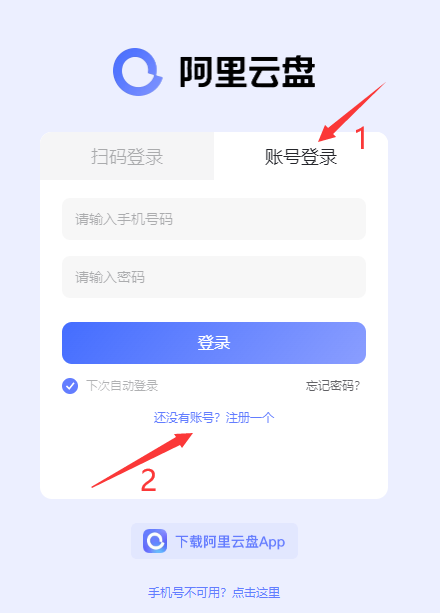 阿里云盘
扫码登录 账号登录 1
请输入手机号码
请输入密码
登录
下次自动登录 忘记密码?
还没有账号? 注册一个
2
下载阿里云盘App
手机号不可用? 点击这里